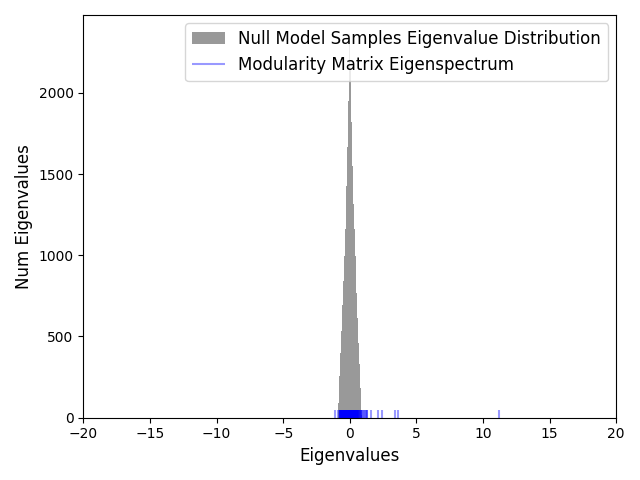 Null Model Samples Eigenvalue Distribution
Modularity Matrix Eigenspectrum
Num Eigenvalues
2000
1500
1000
500
0
−20 −15 −10 −5 0 5 10 15 20
Eigenvalues